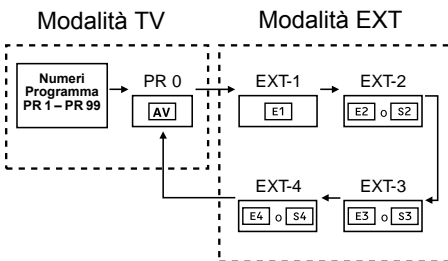 Modalità TV
Modalità EXT
Numeri
Programma
PR 1 – PR 99
PR 0
AV
EXT-1
E1
EXT-2
E2 o S2
EXT-4
E4 o S4
EXT-3
E3 o S3